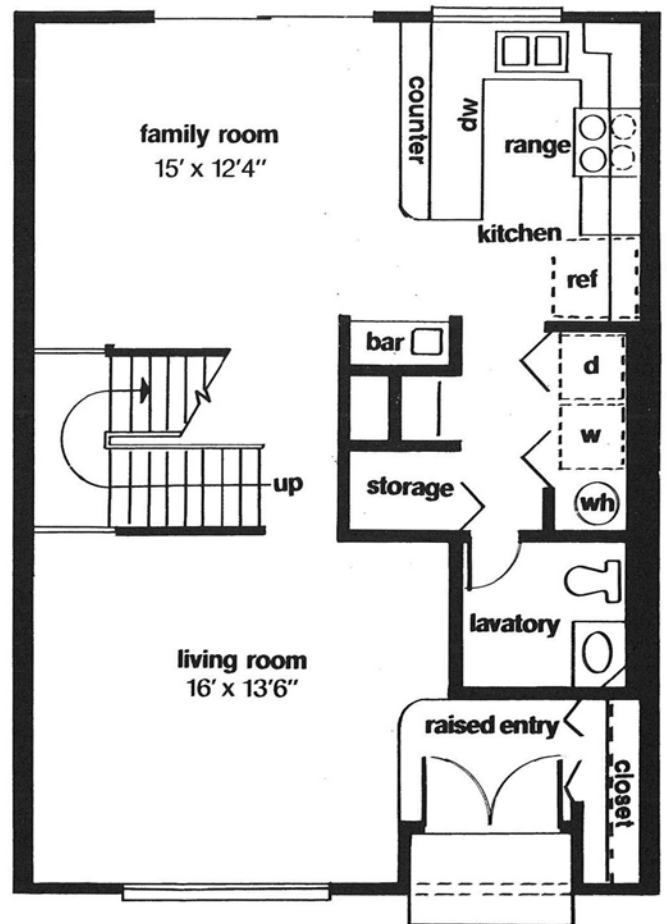 family room
15' x 12'4"
counter
dw
range
kitchen
ref
bar
d
w
wh
storage
up
lavatory
living room
16' x 13'6"
raised entry
closet